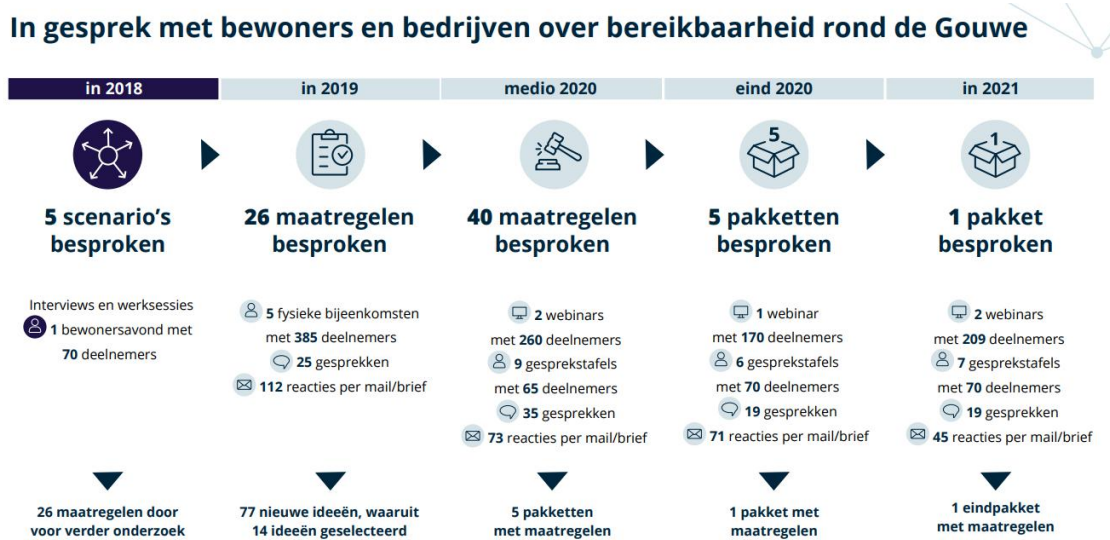 In gesprek met bewoners en bedrijven over bereikbaarheid rond de Gouwe
in 2018
5 scenario's
besproken
Interviews en werksessies
1 bewonersavond met
70 deelnemers
26 maatregelen door
voor verder onderzoek
in 2019
26 maatregelen
besproken
5 fysieke bijeenkomsten
met 385 deelnemers
25 gesprekken
112 reacties per mail/brief
77 nieuwe ideeën, waaruit
14 ideeën geselecteerd
medio 2020
40 maatregelen
besproken
2 webinars
met 260 deelnemers
9 gesprekstafels
met 65 deelnemers
35 gesprekken
73 reacties per mail/brief
5 pakketten
met maatregelen
eind 2020
5
5 pakketten
besproken
1 webinar
met 170 deelnemers
6 gesprekstafels
met 70 deelnemers
19 gesprekken
71 reacties per mail/brief
1 pakket met
maatregelen
in 2021
1
1 pakket
besproken
2 webinars
met 209 deelnemers
7 gesprekstafels
met 70 deelnemers
19 gesprekken
45 reacties per mail/brief
1 eindpakket
met maatregelen